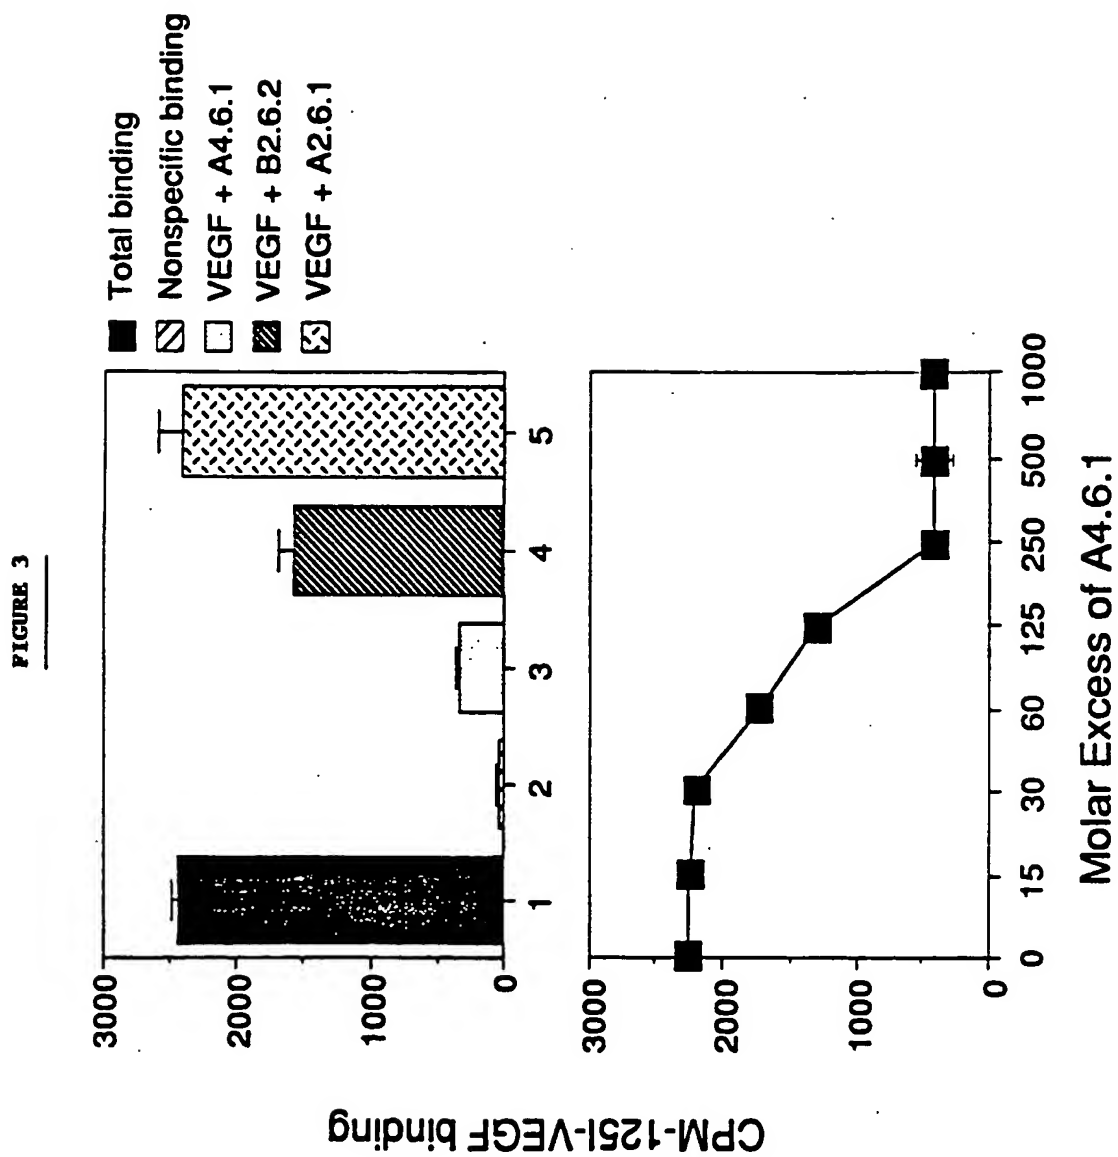 FIGURE 3
Total binding
Nonspecific binding
VEGF + A4.6.1
VEGF + B2.6.2
VEGF + A2.6.1
CPM-125I-VEGF binding
3000
2000
1000
0
1 2 3 4 5
3000
2000
1000
0
0 15 30 60 125 250 500 1000
Molar Excess of A4.6.1